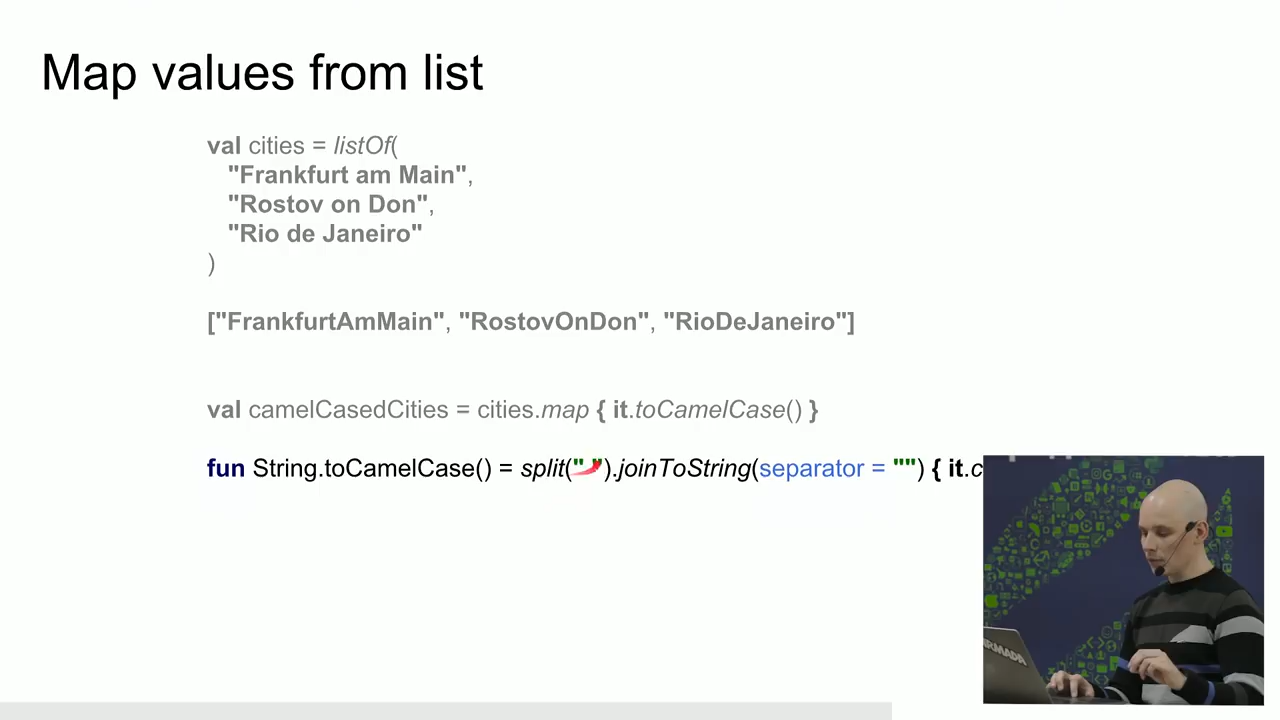 Map values from list
val cities = listOf(
"Frankfurt am Main",
"Rostov on Don",
"Rio de Janeiro"
)
["FrankfurtAmMain", "RostovOnDon", "RioDeJaneiro"]
val camelCasedCities = cities.map { it.toCamelCase() }
fun String.toCamelCase() = split(" ").joinToString(separator = "") { it.c
ARMADA